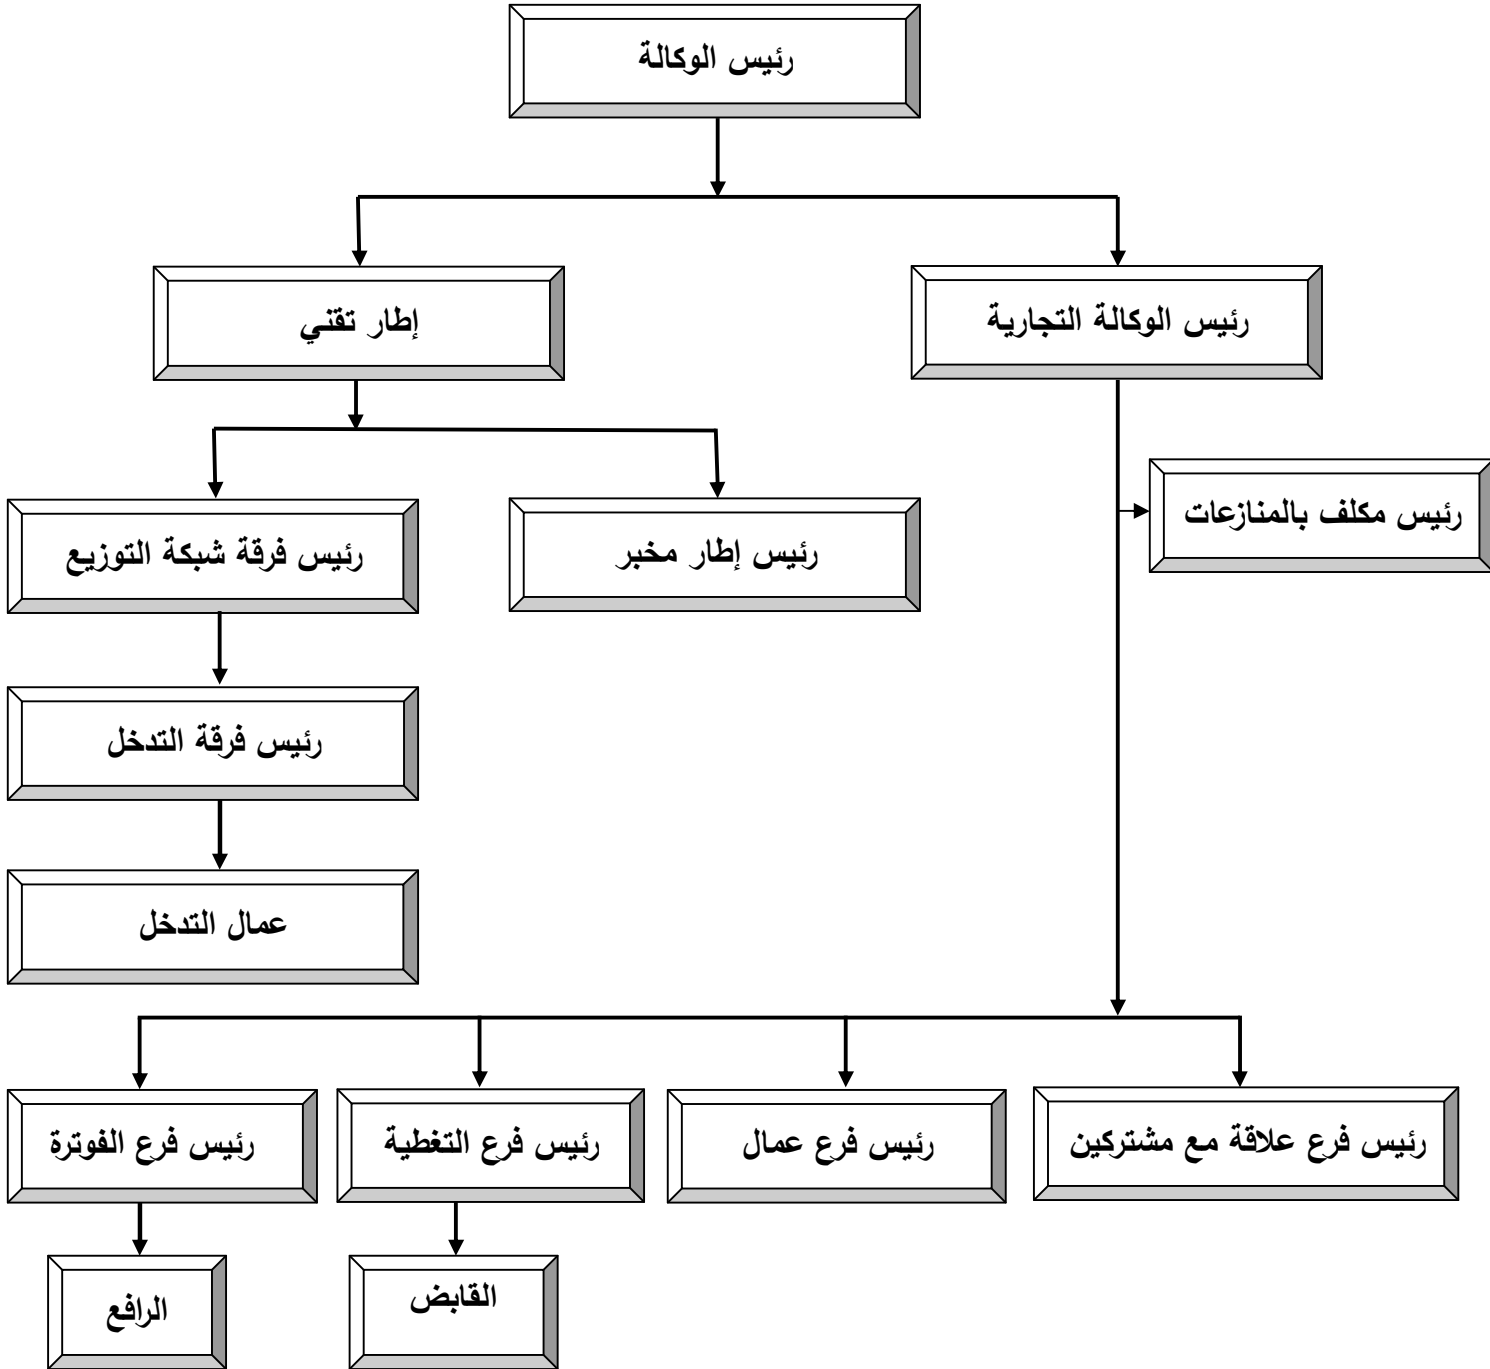 رئيس الوكالة
رئيس الوكالة التجارية
إطار تقني
رئيس مكلف بالمنازعات
رئيس إطار مخبر
رئيس فرقة شبكة التوزيع
رئيس فرقة التدخل
عمال التدخل
رئيس فرع علاقة مع مشتركين
رئيس فرع عمال
رئيس فرع التغطية
رئيس فرع الفوترة
القابض
الرافع